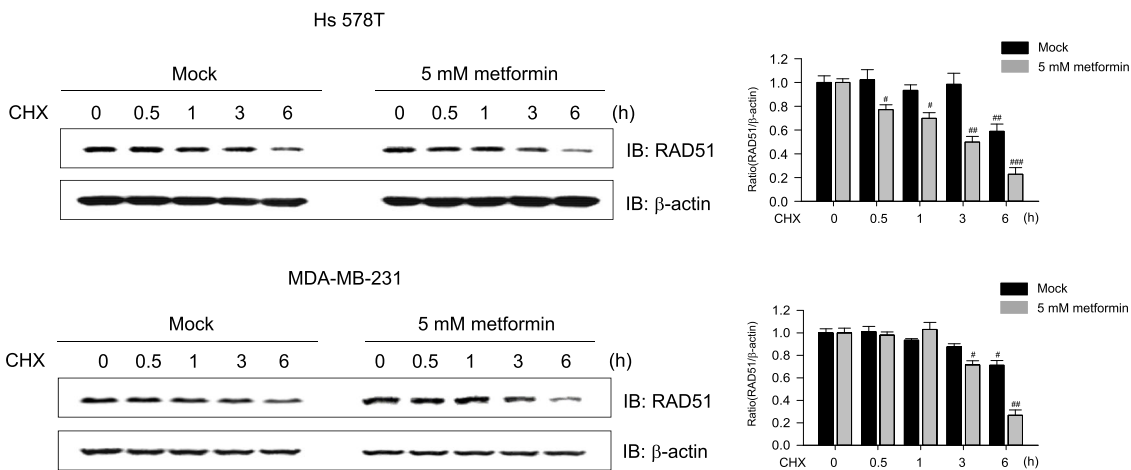 Hs 578T
Mock 5 mM metformin
CHX 0 0.5 1 3 6 0 0.5 1 3 6 (h)
IB: RAD51
IB: β-actin
Mock
5 mM metformin
Ratio(RAD51/β-actin)
1.2
1.0
0.8
0.6
0.4
0.2
0.0
# # ## ## ###
CHX 0 0.5 1 3 6 (h)
MDA-MB-231
Mock 5 mM metformin
CHX 0 0.5 1 3 6 0 0.5 1 3 6 (h)
IB: RAD51
IB: β-actin
Mock
5 mM metformin
Ratio(RAD51/β-actin)
1.2
1.0
0.8
0.6
0.4
0.2
0.0
# # ##
CHX 0 0.5 1 3 6 (h)